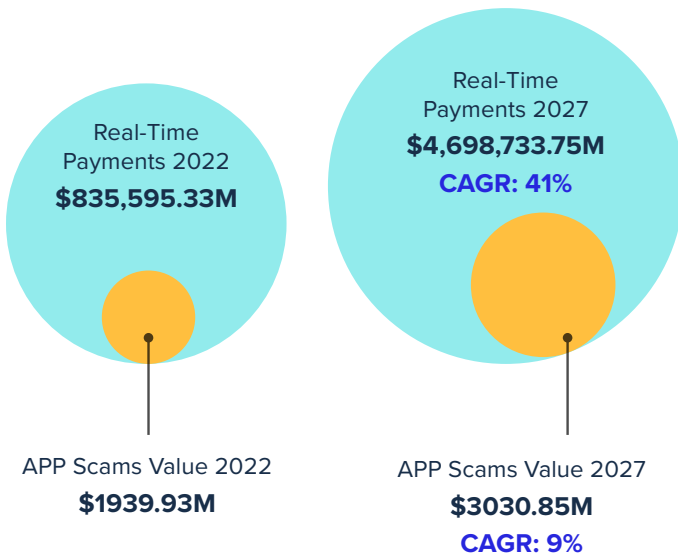 Real-Time
Payments 2022
$835,595.33M
Real-Time
Payments 2027
$4,698,733.75M
CAGR: 41%
APP Scams Value 2022
$1939.93M
APP Scams Value 2027
$3030.85M
CAGR: 9%